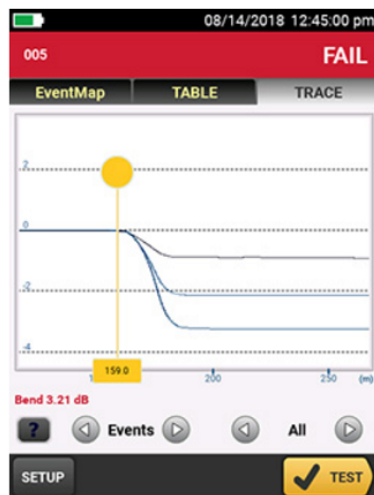 08/14/2018 12:45:00 pm
005 FAIL
EventMap TABLE TRACE
2
0
-2
-4
159.0
200 250 (m)
Bend 3.21 dB
? Events All
SETUP TEST